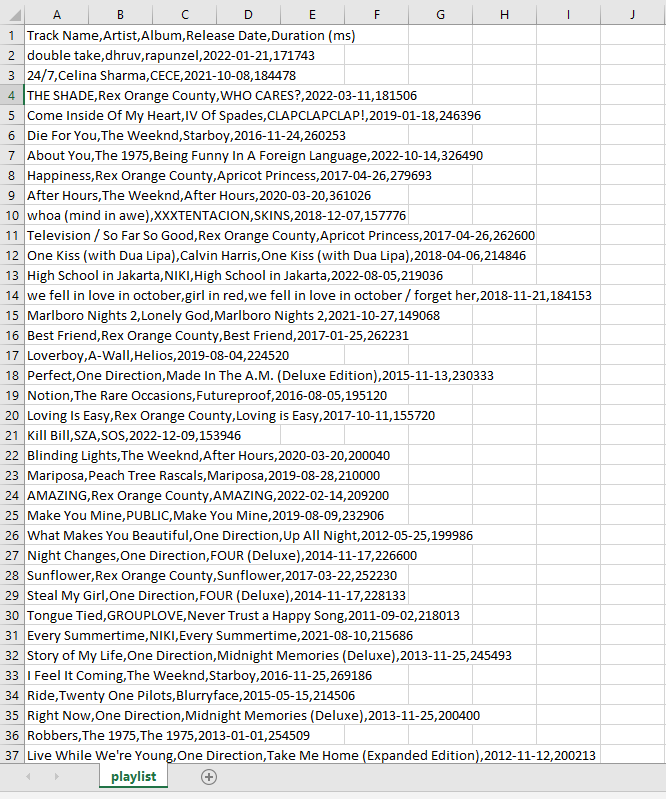 A B C D E F G H I J
1 Track Name,Artist,Album,Release Date,Duration (ms)
2 double take,dhruv,rapunzel,2022-01-21,171743
3 24/7,Celina Sharma,CECE,2021-10-08,184478
4 THE SHADE,Rex Orange County,WHO CARES?,2022-03-11,181506
5 Come Inside Of My Heart,IV Of Spades,CLAPCLAPCLAP!,2019-01-18,246396
6 Die For You,The Weeknd,Starboy,2016-11-24,260253
7 About You,The 1975,Being Funny In A Foreign Language,2022-10-14,326490
8 Happiness,Rex Orange County,Apricot Princess,2017-04-26,279693
9 After Hours,The Weeknd,After Hours,2020-03-20,361026
10 whoa (mind in awe),XXXTENTACION,SKINS,2018-12-07,157776
11 Television / So Far So Good,Rex Orange County,Apricot Princess,2017-04-26,262600
12 One Kiss (with Dua Lipa),Calvin Harris,One Kiss (with Dua Lipa),2018-04-06,214846
13 High School in Jakarta,NIKI,High School in Jakarta,2022-08-05,219036
14 we fell in love in october,girl in red,we fell in love in october / forget her,2018-11-21,184153
15 Marlboro Nights 2,Lonely God,Marlboro Nights 2,2021-10-27,149068
16 Best Friend,Rex Orange County,Best Friend,2017-01-25,262231
17 Loverboy,A-Wall,Helios,2019-08-04,224520
18 Perfect,One Direction,Made In The A.M. (Deluxe Edition),2015-11-13,230333
19 Notion,The Rare Occasions,Futureproof,2016-08-05,195120
20 Loving Is Easy,Rex Orange County,Loving is Easy,2017-10-11,155720
21 Kill Bill,SZA,SOS,2022-12-09,153946
22 Blinding Lights,The Weeknd,After Hours,2020-03-20,200040
23 Mariposa,Peach Tree Rascals,Mariposa,2019-08-28,210000
24 AMAZING,Rex Orange County,AMAZING,2022-02-14,209200
25 Make You Mine,PUBLIC,Make You Mine,2019-08-09,232906
26 What Makes You Beautiful,One Direction,Up All Night,2012-05-25,199986
27 Night Changes,One Direction,FOUR (Deluxe),2014-11-17,226600
28 Sunflower,Rex Orange County,Sunflower,2017-03-22,252230
29 Steal My Girl,One Direction,FOUR (Deluxe),2014-11-17,228133
30 Tongue Tied,GROUPLOVE,Never Trust a Happy Song,2011-09-02,218013
31 Every Summertime,NIKI,Every Summertime,2021-08-10,215686
32 Story of My Life,One Direction,Midnight Memories (Deluxe),2013-11-25,245493
33 I Feel It Coming,The Weeknd,Starboy,2016-11-25,269186
34 Ride,Twenty One Pilots,Blurryface,2015-05-15,214506
35 Right Now,One Direction,Midnight Memories (Deluxe),2013-11-25,200400
36 Robbers,The 1975,The 1975,2013-01-01,254509
37 Live While We're Young,One Direction,Take Me Home (Expanded Edition),2012-11-12,200213
playlist